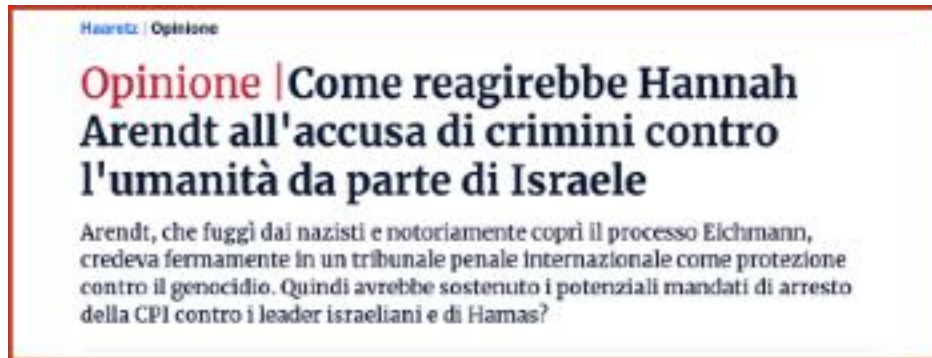 Haaretz | Opinione
Opinione | Come reagirebbe Hannah
Arendt all'accusa di crimini contro
l'umanità da parte di Israele
Arendt, che fuggì dai nazisti e notoriamente coprì il processo Eichmann,
credeva fermamente in un tribunale penale internazionale come protezione
contro il genocidio. Quindi avrebbe sostenuto i potenziali mandati di arresto
della CPI contro i leader israeliani e di Hamas?